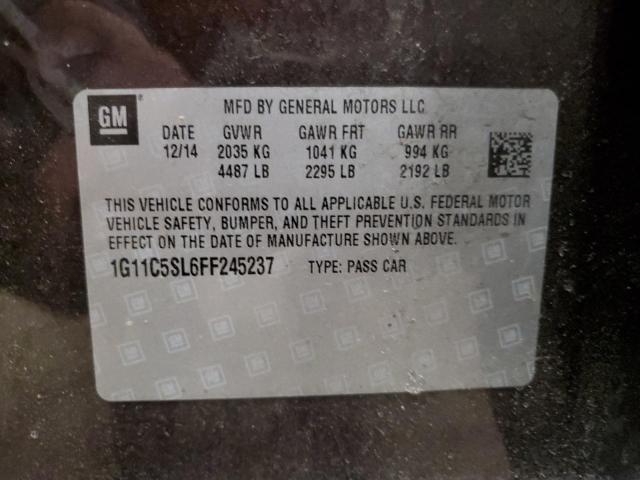 GM
MFD BY GENERAL MOTORS LLC
DATE GVWR GAWR FRT GAWR RR
12/14 2035 KG 1041 KG 994 KG
4487 LB 2295 LB 2192 LB
THIS VEHICLE CONFORMS TO ALL APPLICABLE U.S. FEDERAL MOTOR
VEHICLE SAFETY, BUMPER, AND THEFT PREVENTION STANDARDS IN
EFFECT ON THE DATE OF MANUFACTURE SHOWN ABOVE.
1G11C5SL6FF245237 TYPE: PASS CAR